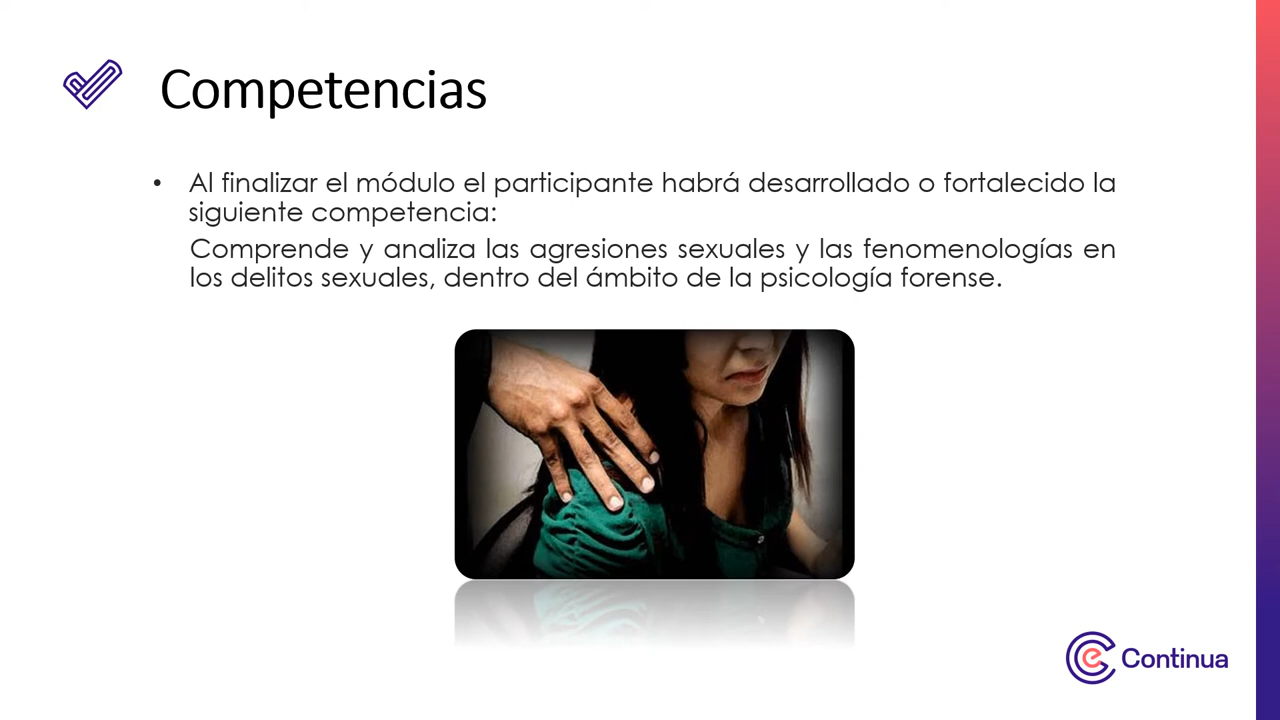 Competencias
• Al finalizar el módulo el participante habrá desarrollado o fortalecido la
siguiente competencia:
Comprende y analiza las agresiones sexuales y las fenomenologías en
los delitos sexuales, dentro del ámbito de la psicología forense.
e Continua